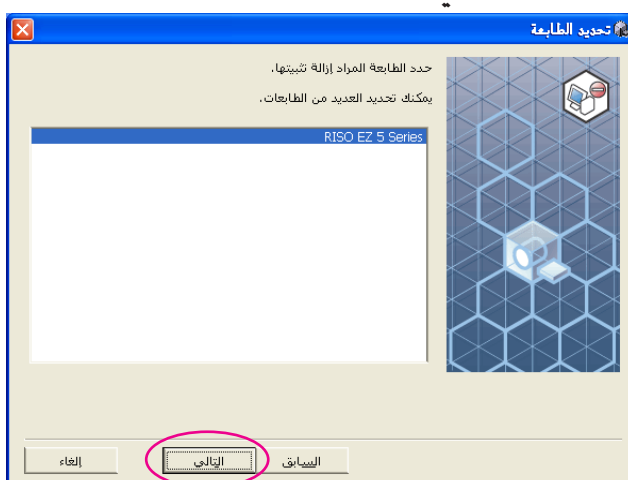 تحديد الطابعة
حدد الطابعة المراد إزالة تثبيتها.
يمكنك تحديد العديد من الطابعات.
RISO EZ 5 Series
السابق
التالي
إلغاء